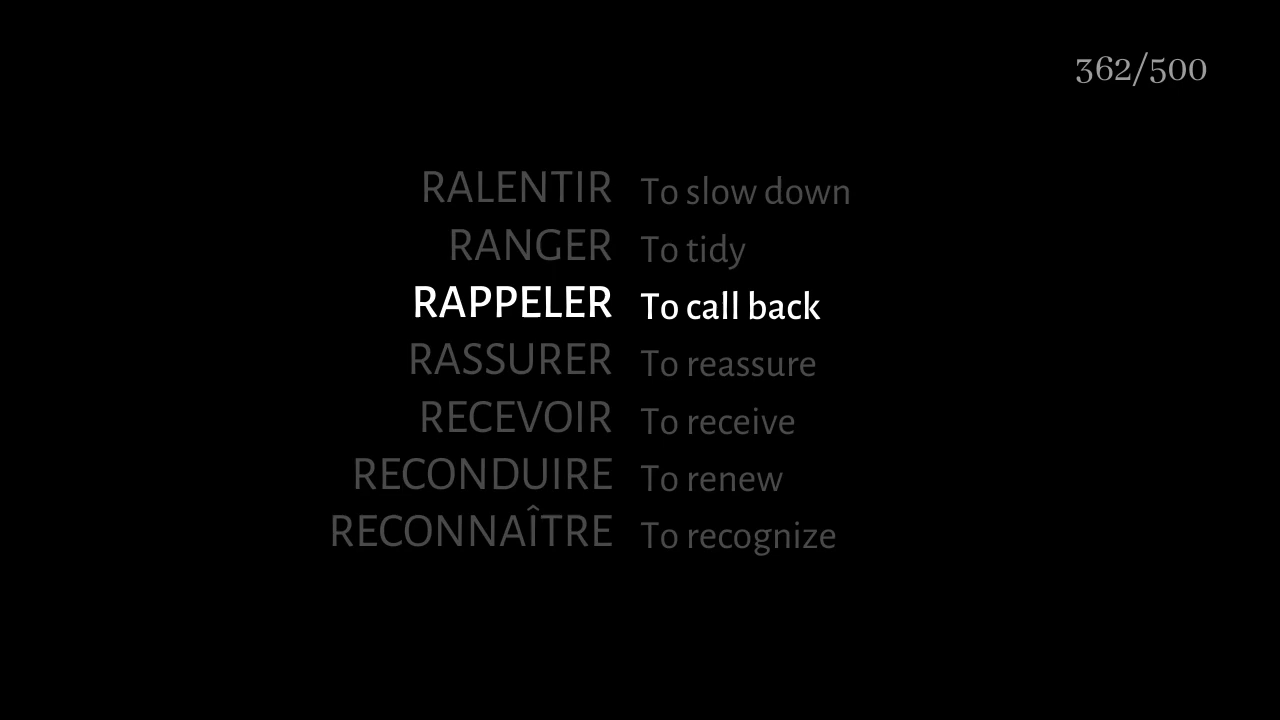 362/500
RALENTIR To slow down
RANGER To tidy
RAPPELER To call back
RASSURER To reassure
RECEVOIR To receive
RECONDUIRE To renew
RECONNAÎTRE To recognize